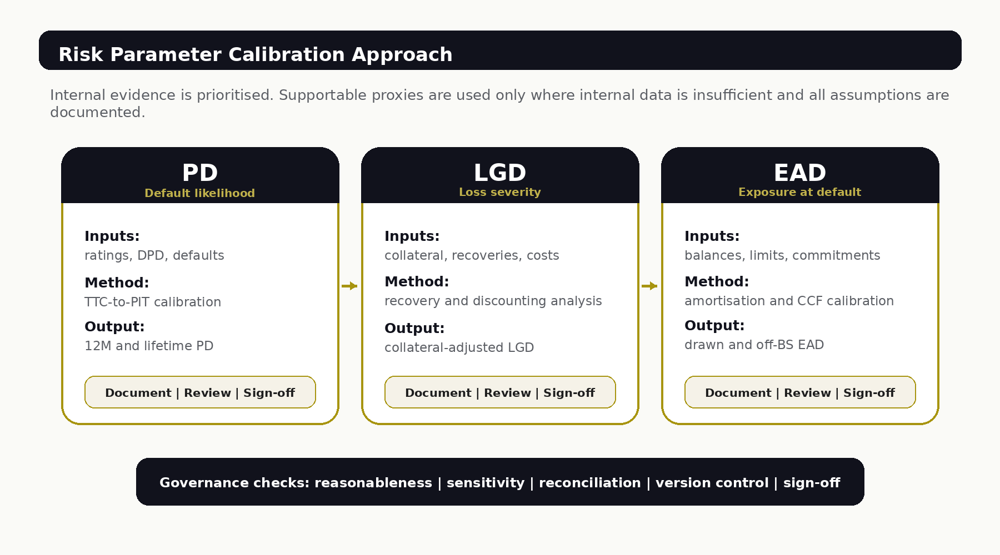 Risk Parameter Calibration Approach
Internal evidence is prioritised. Supportable proxies are used only where internal data is insufficient and all assumptions are
documented.
PD
Default likelihood
Inputs:
ratings, DPD, defaults
Method:
TTC-to-PIT calibration
Output:
12M and lifetime PD
Document | Review | Sign-off
LGD
Loss severity
Inputs:
collateral, recoveries, costs
Method:
recovery and discounting analysis
Output:
collateral-adjusted LGD
Document | Review | Sign-off
EAD
Exposure at default
Inputs:
balances, limits, commitments
Method:
amortisation and CCF calibration
Output:
drawn and off-BS EAD
Document | Review | Sign-off
Governance checks: reasonableness | sensitivity | reconciliation | version control | sign-off